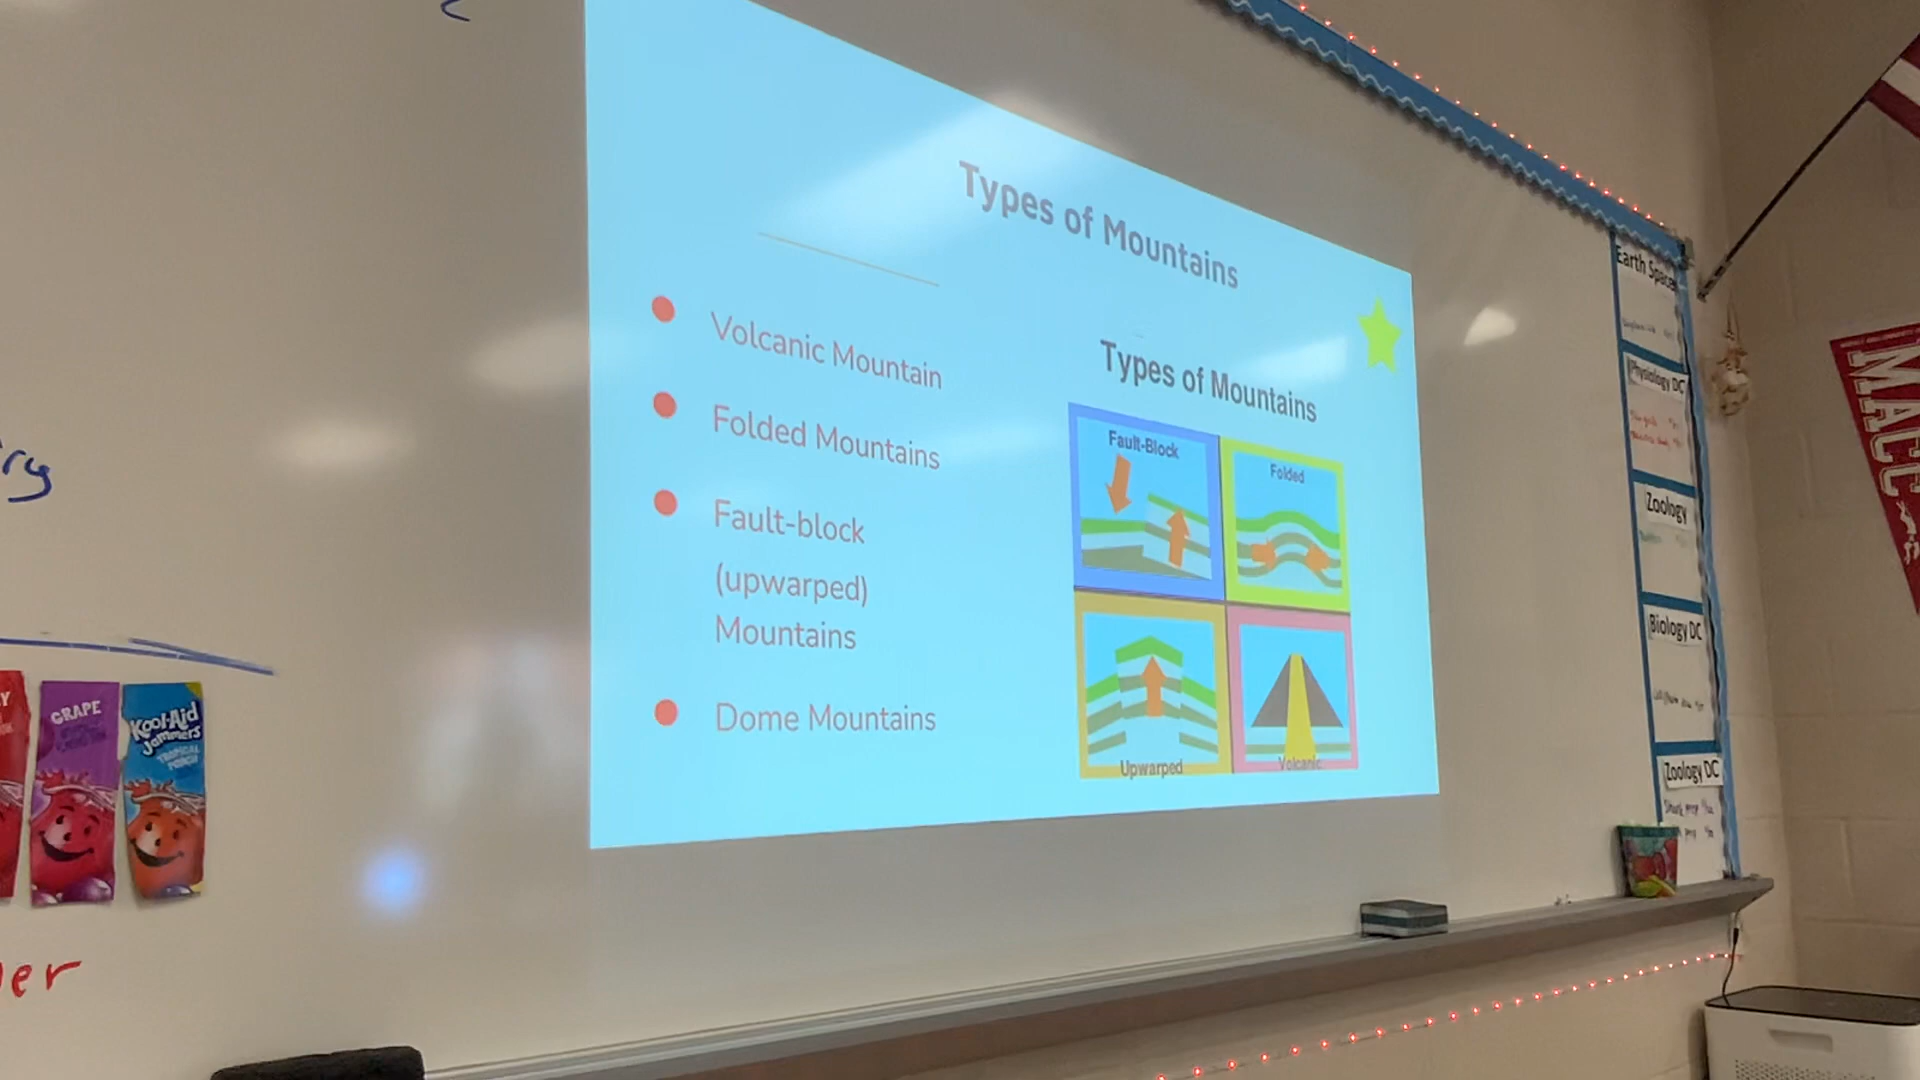 Types of Mountains
Volcanic Mountain
Folded Mountains
Fault-block
(upwarped)
Mountains
Dome Mountains
Types of Mountains
Fault-Block
Folded
Upwarped
Volcanic
ry
GRAPE
Kool-Aid
Jammers
TROPICAL
PUNCH
er
Earth Space
Physiology DC
Zoology
Biology DC
Zoology DC
MACC